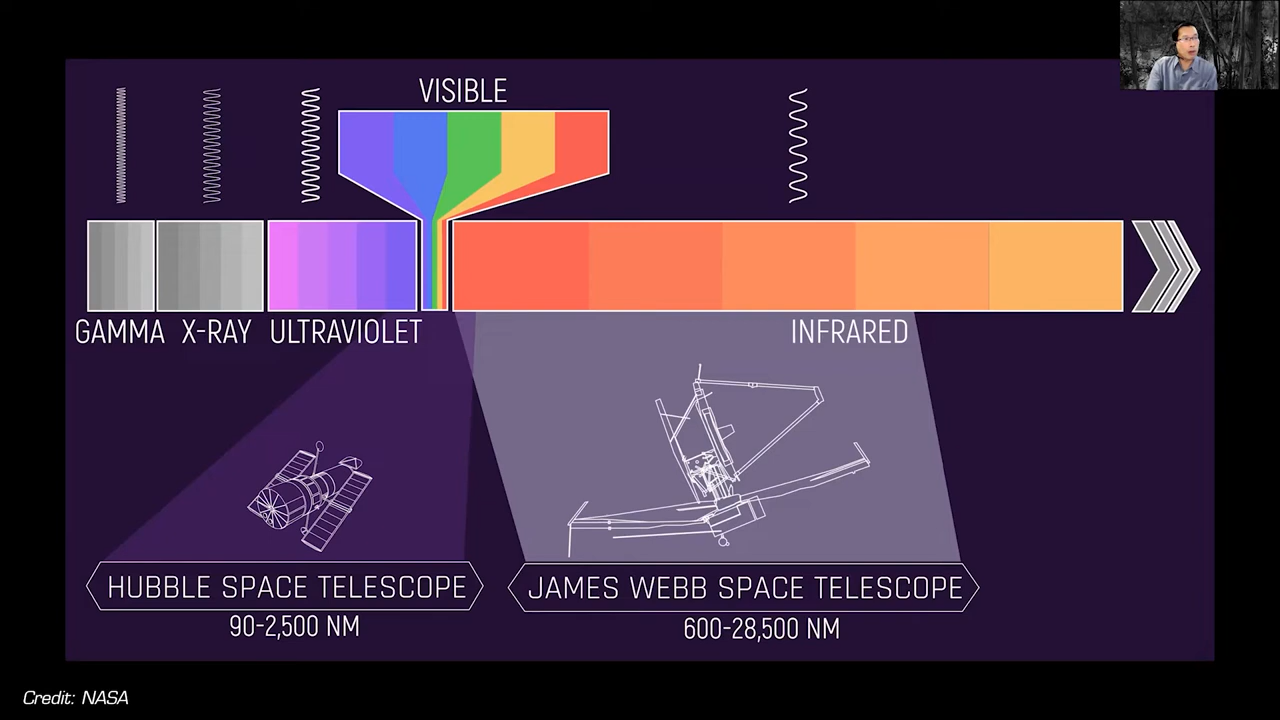 VISIBLE
GAMMA X-RAY ULTRAVIOLET INFRARED
HUBBLE SPACE TELESCOPE
90-2,500 NM
JAMES WEBB SPACE TELESCOPE
600-28,500 NM
Credit: NASA